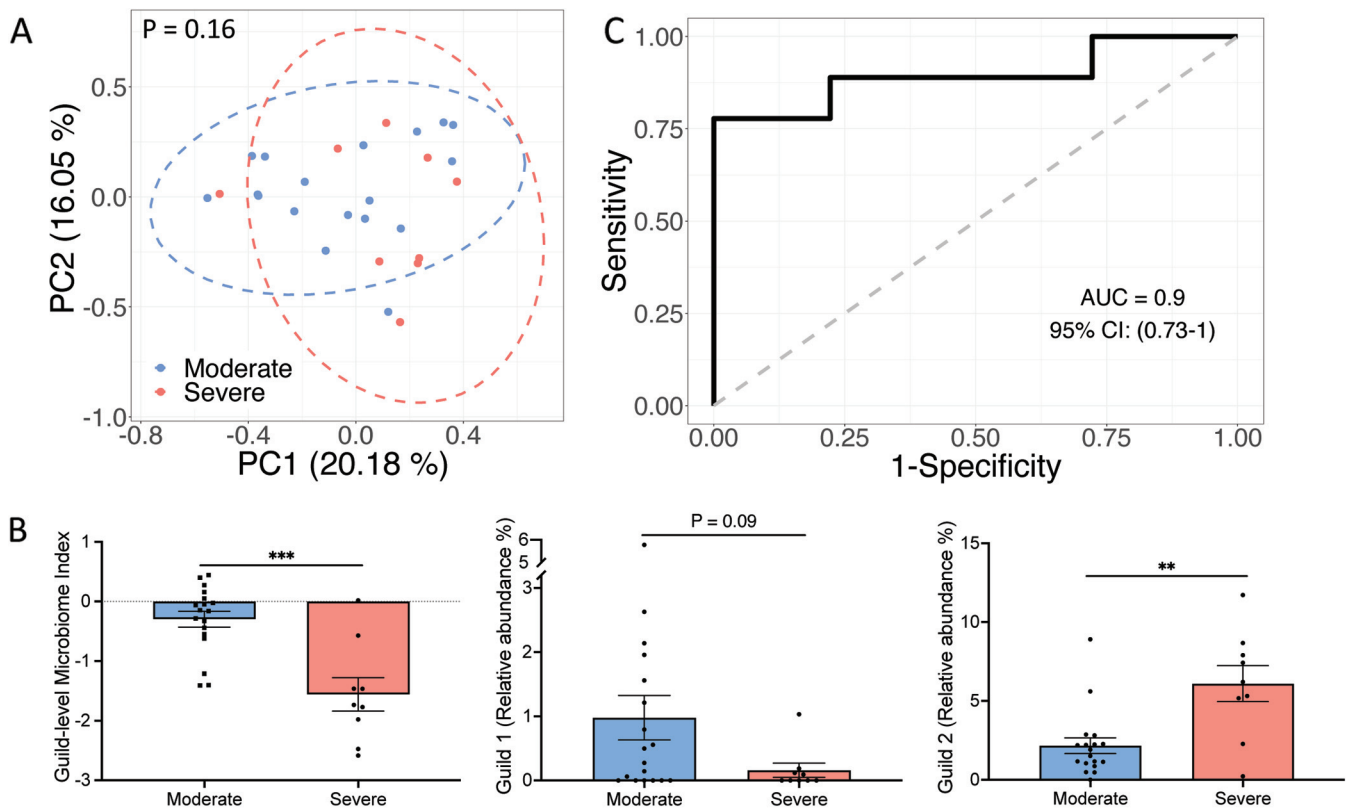 A
P = 0.16
PC2 (16.05 %)
0.5
0.0
-0.5
-1.0
Moderate
Severe
-0.8
-0.4
0.0
0.4
PC1 (20.18 %)
C
Sensitivity
1.00
0.75
0.50
0.25
0.00
AUC = 0.9
95% CI: (0.73-1)
0.00
0.25
0.50
0.75
1.00
1-Specificity
B
Guild-level Microbiome Index
1
0
-1
-2
-3
***
Moderate
Severe
Guild 1 (Relative abundance %)
6
5
3
2
1
0
P = 0.09
Moderate
Severe
Guild 2 (Relative abundance %)
15
10
5
0
**
Moderate
Severe